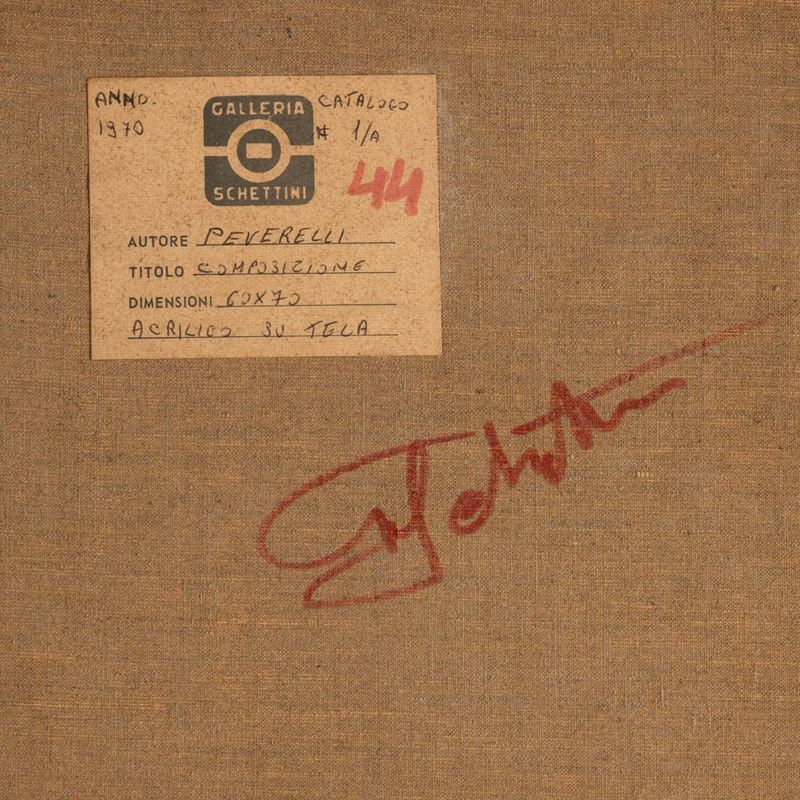 ANNO:
1970
GALLERIA
SCHETTINI
CATALOGO
N 1/A
44
AUTORE PEVERELLI
TITOLO COMPOSIZIONE
DIMENSIONI 60X70
ACRILICO SU TELA